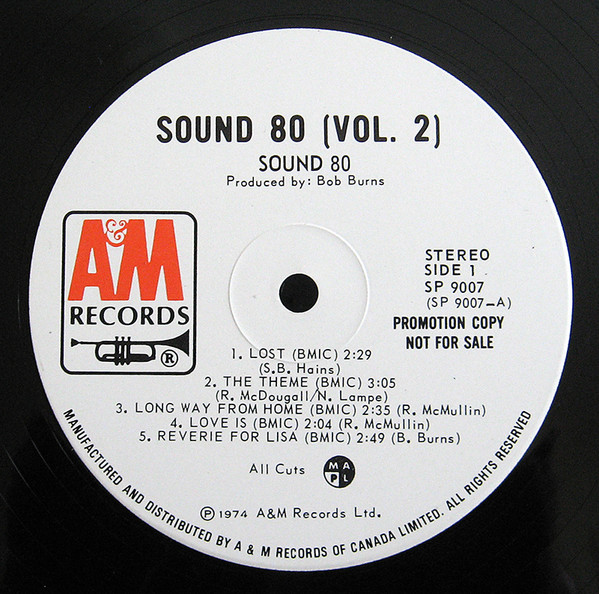 SOUND 80 (VOL. 2)
SOUND 80
Produced by: Bob Burns
A&M
RECORDS
®
STEREO
SIDE 1
SP 9007
(SP 9007-A)
PROMOTION COPY
NOT FOR SALE
1. LOST (BMIC) 2:29
(S.B. Hains)
2. THE THEME (BMIC) 3:05
(R. McDougall/N. Lampe)
3. LONG WAY FROM HOME (BMIC) 2:35 (R. McMullin)
4. LOVE IS (BMIC) 2:04 (R. McMullin)
5. REVERIE FOR LISA (BMIC) 2:49 (B. Burns)
All Cuts M A P L
℗ 1974 A&M Records Ltd.
MANUFACTURED AND DISTRIBUTED BY A & M RECORDS OF CANADA LIMITED. ALL RIGHTS RESERVED